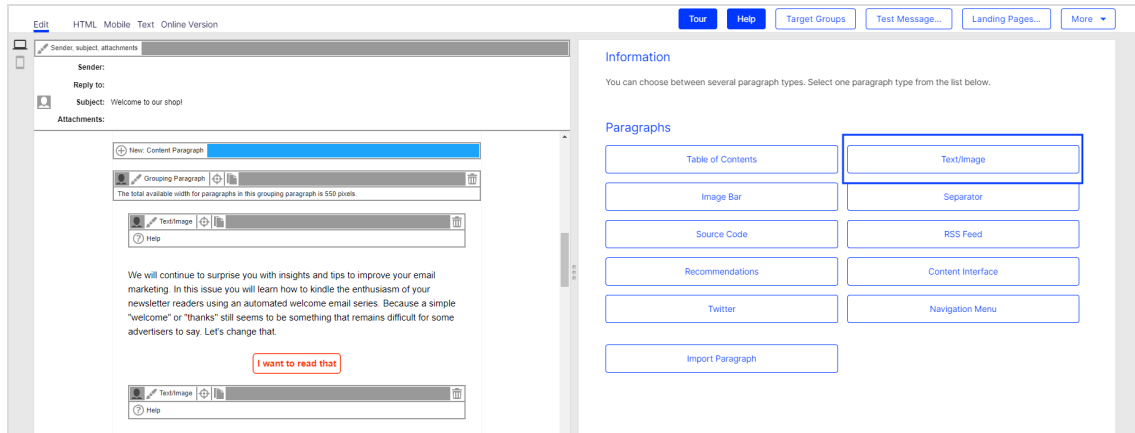 Edit HTML Mobile Text Online Version
Tour Help Target Groups Test Message... Landing Pages... More
Sender, subject, attachments
Sender:
Reply to:
Subject: Welcome to our shop!
Attachments:
New: Content Paragraph
Grouping Paragraph
The total available width for paragraphs in this grouping paragraph is 550 pixels.
Text/Image
Help
We will continue to surprise you with insights and tips to improve your email
marketing. In this issue you will learn how to kindle the enthusiasm of your
newsletter readers using an automated welcome email series. Because a simple
"welcome" or "thanks" still seems to be something that remains difficult for some
advertisers to say. Let's change that.
I want to read that
Text/Image
Help
Information
You can choose between several paragraph types. Select one paragraph type from the list below.
Paragraphs
Table of Contents Text/Image
Image Bar Separator
Source Code RSS Feed
Recommendations Content Interface
Twitter Navigation Menu
Import Paragraph